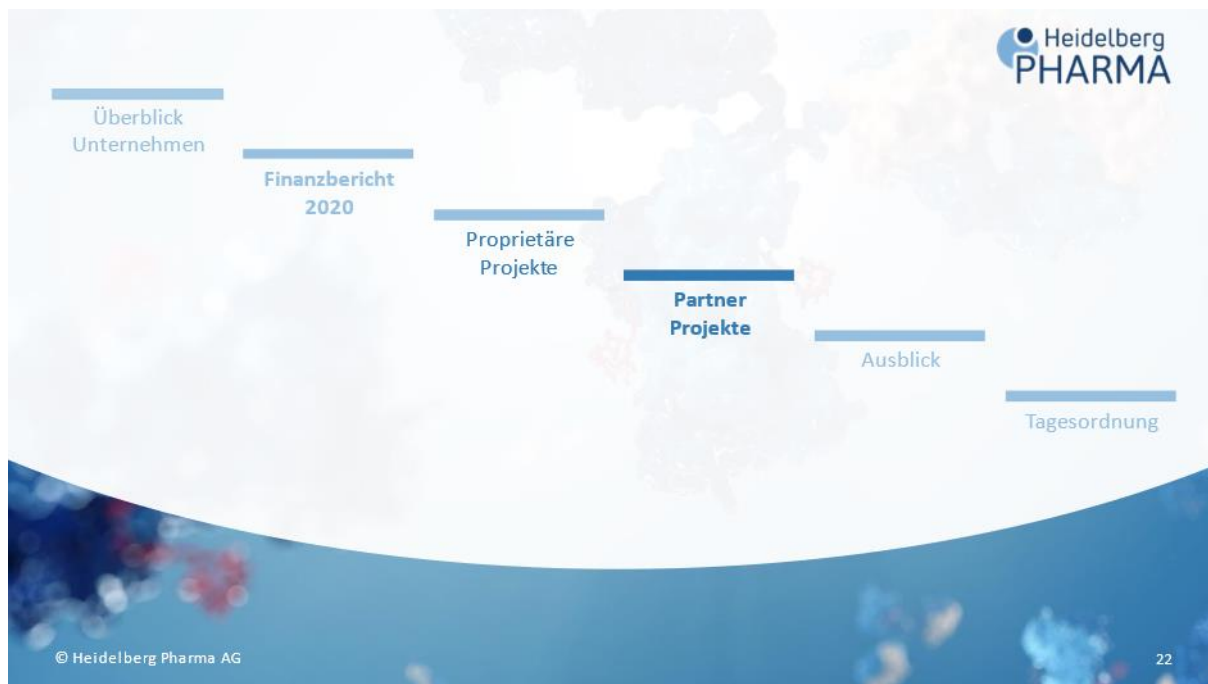 Heidelberg
PHARMA
Überblick
Unternehmen
Finanzbericht
2020
Proprietäre
Projekte
Partner
Projekte
Ausblick
Tagesordnung
© Heidelberg Pharma AG
22